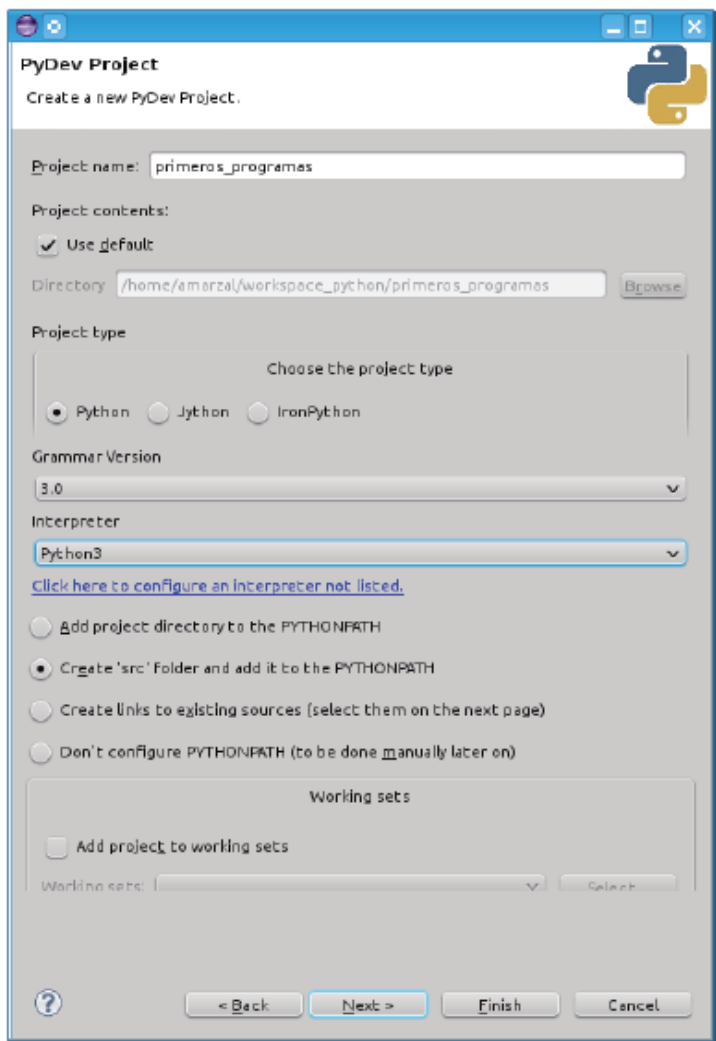 PyDev Project
Create a new PyDev Project.
Project name: primeros_programas
Project contents:
Use default
Directory /home/amarzal/workspace_python/primeros_programas Browse
Project type
Choose the project type
Python Jython IronPython
Grammar Version
3.0
Interpreter
Python3
Click here to configure an interpreter not listed.
Add project directory to the PYTHONPATH
Create 'src' folder and add it to the PYTHONPATH
Create links to existing sources (select them on the next page)
Don't configure PYTHONPATH (to be done manually later on)
Working sets
Add project to working sets
Working sets: Select...
? < Back Next > Finish Cancel